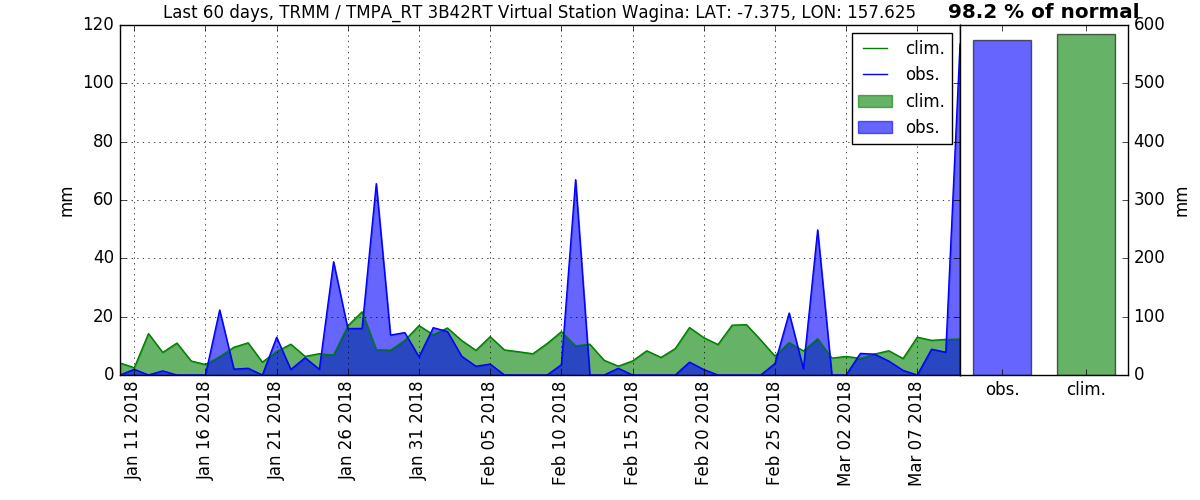 Last 60 days, TRMM / TMPA_RT 3B42RT Virtual Station Wagina: LAT: -7.375, LON: 157.625
98.2 % of normal
clim.
obs.
clim.
obs.
mm
120
100
80
60
40
20
0
Jan 11 2018
Jan 16 2018
Jan 21 2018
Jan 26 2018
Jan 31 2018
Feb 05 2018
Feb 10 2018
Feb 15 2018
Feb 20 2018
Feb 25 2018
Mar 02 2018
Mar 07 2018
obs.
clim.
600
500
400
300
200
100
0
mm